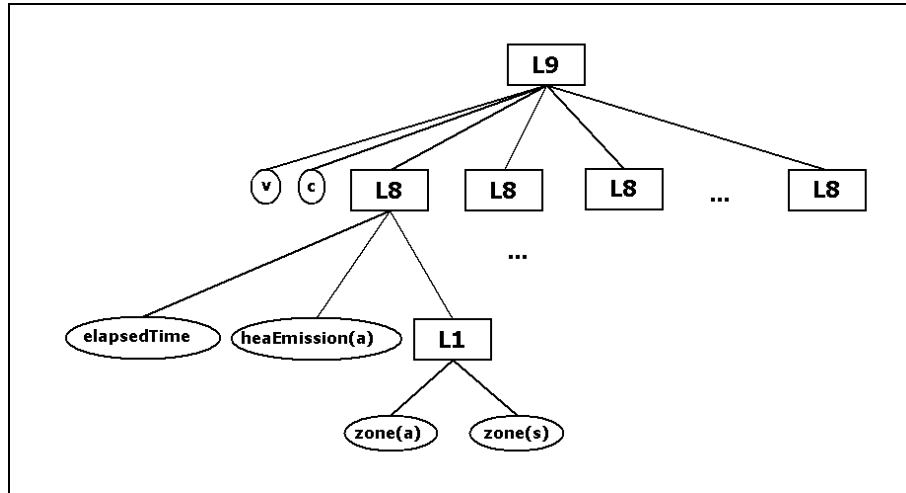 L9
v c L8 L8 L8 ... L8
...
elapsedTime heaEmission(a) L1
zone(a) zone(s)